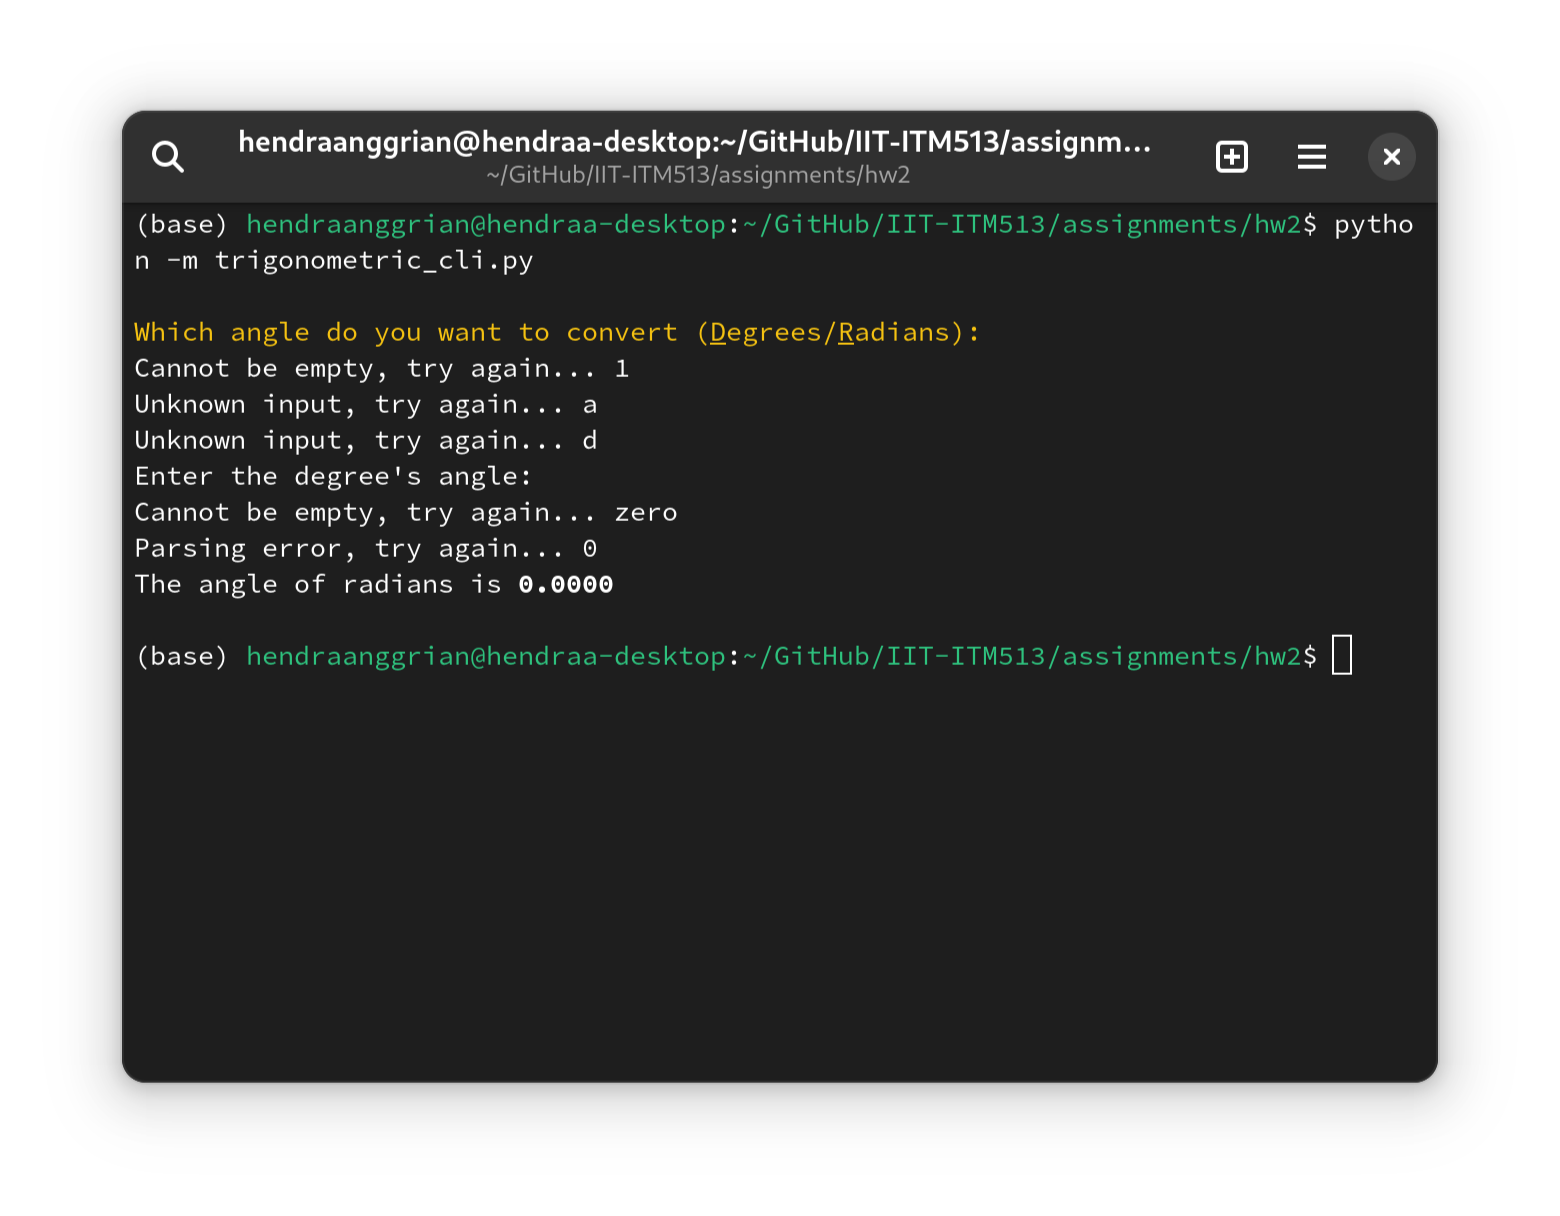 hendraanggrian@hendraa-desktop:~/GitHub/IIT-ITM513/assignm...
~/GitHub/IIT-ITM513/assignments/hw2
(base) hendraanggrian@hendraa-desktop:~/GitHub/IIT-ITM513/assignments/hw2$ pytho
n -m trigonometric_cli.py
Which angle do you want to convert (Degrees/Radians):
Cannot be empty, try again... 1
Unknown input, try again... a
Unknown input, try again... d
Enter the degree's angle:
Cannot be empty, try again... zero
Parsing error, try again... 0
The angle of radians is 0.0000
(base) hendraanggrian@hendraa-desktop:~/GitHub/IIT-ITM513/assignments/hw2$